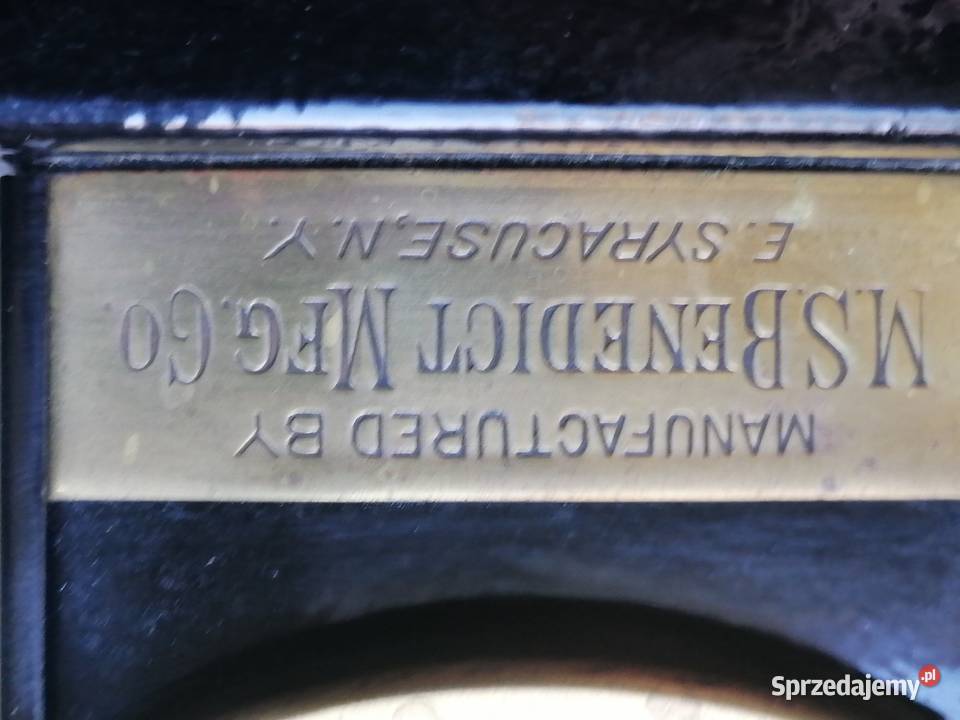 MANUFACTURED BY
M.S. BENEDICT MFG. CO.
E. SYRACUSE, N.Y.
Sprzedajemy.pl